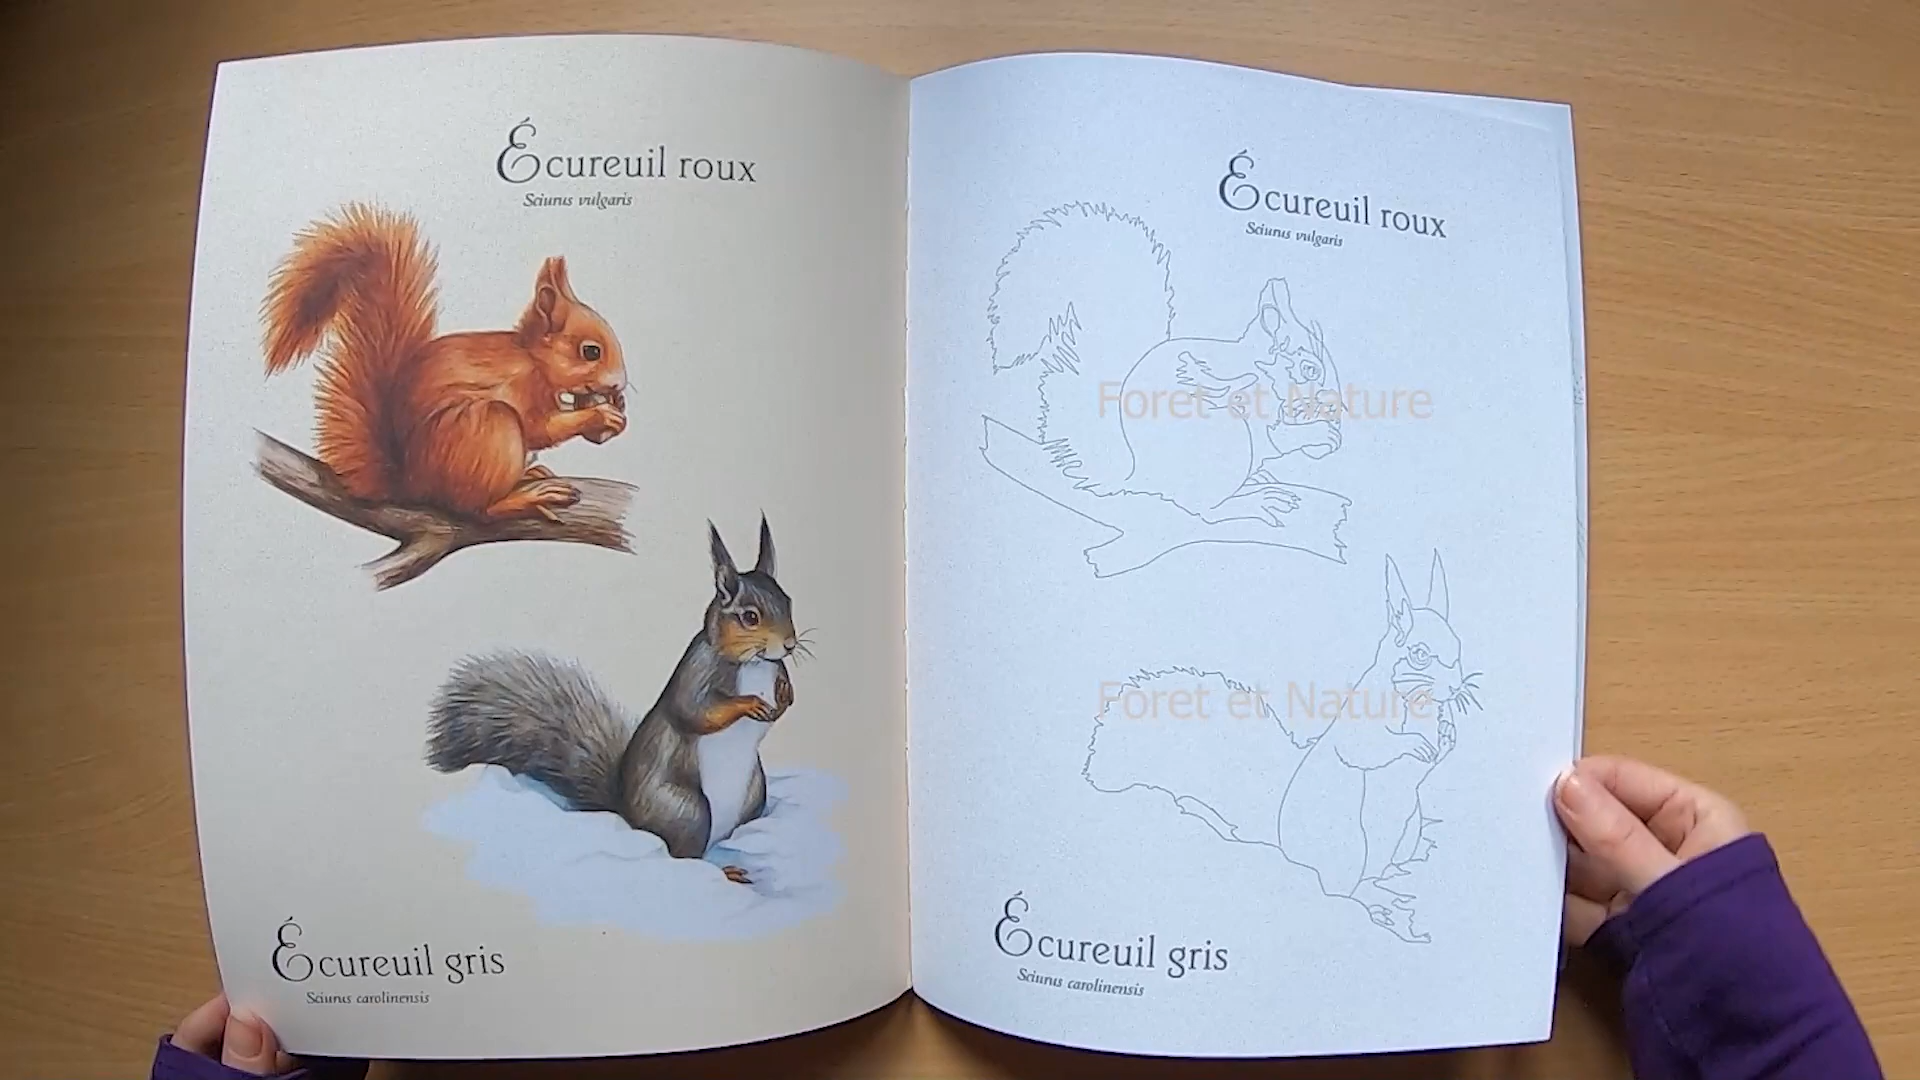 Écureuil roux
Sciurus vulgaris
Écureuil gris
Sciurus carolinensis
Écureuil roux
Sciurus vulgaris
Foret et Nature
Foret et Nature
Écureuil gris
Sciurus carolinensis